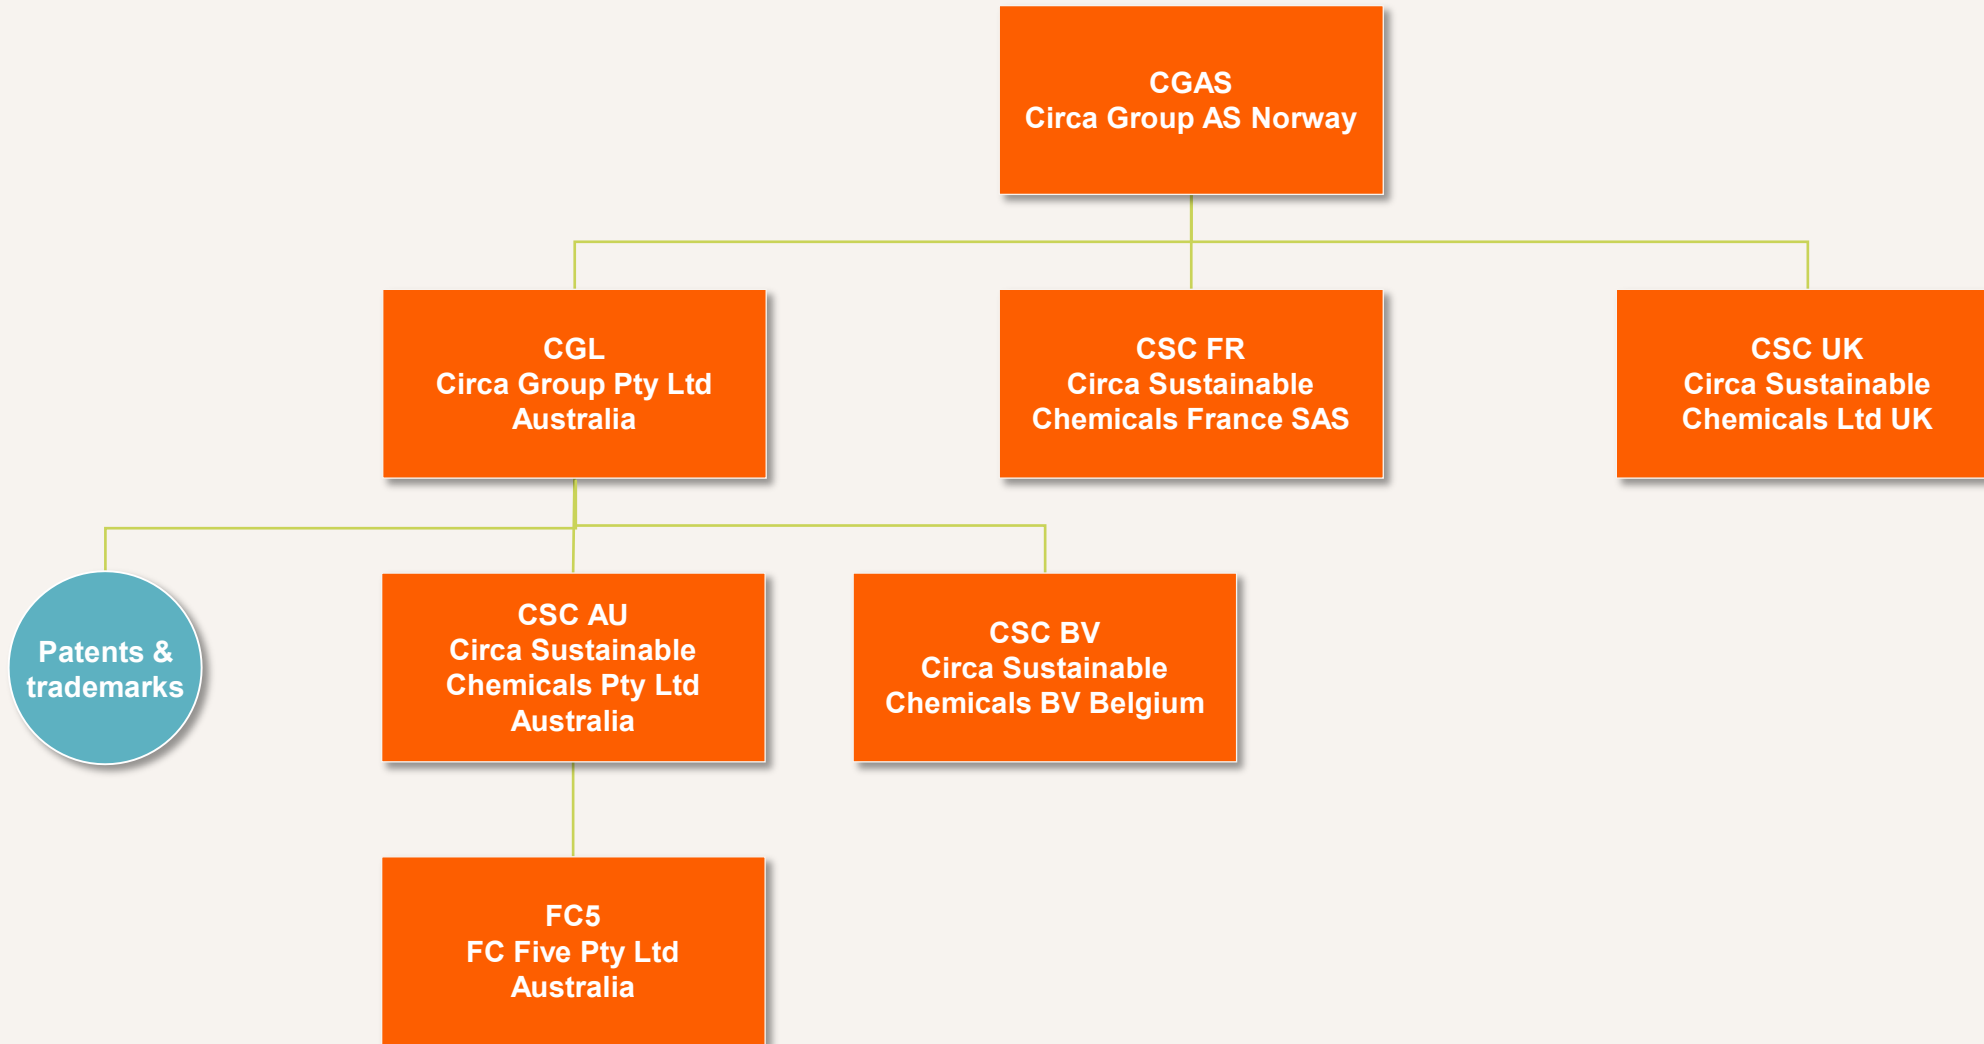 CGAS
Circa Group AS Norway
CGL
Circa Group Pty Ltd
Australia
CSC FR
Circa Sustainable
Chemicals France SAS
CSC UK
Circa Sustainable
Chemicals Ltd UK
Patents &
trademarks
CSC AU
Circa Sustainable
Chemicals Pty Ltd
Australia
CSC BV
Circa Sustainable
Chemicals BV Belgium
FC5
FC Five Pty Ltd
Australia